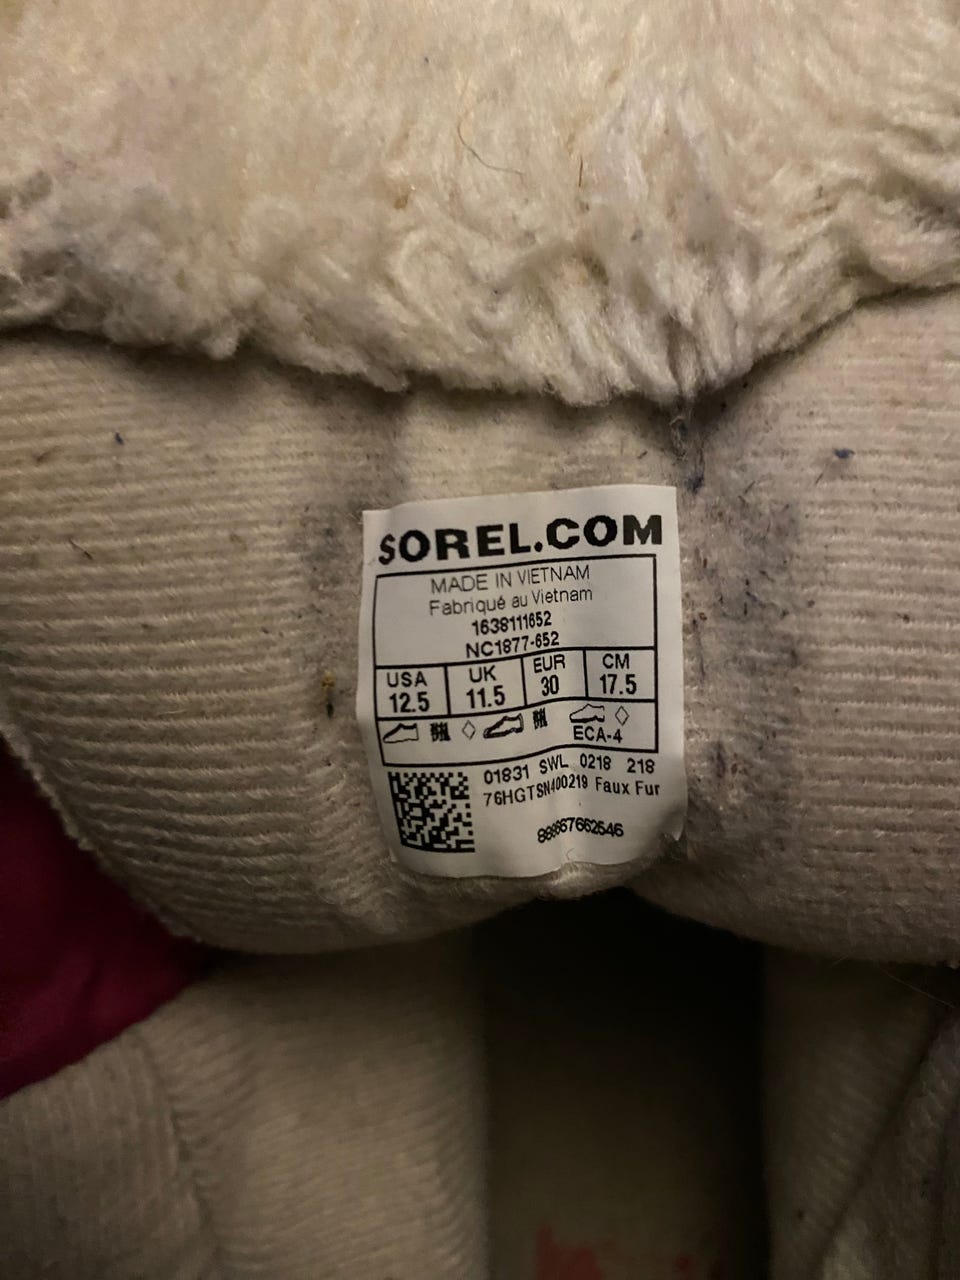 SOREL.COM
MADE IN VIETNAM
Fabriqué au Vietnam
1638111652
NC1877-652
USA UK EUR CM
12.5 11.5 30 17.5
ECA-4
01831 SWL 0218 218
76HGTSN400219 Faux Fur